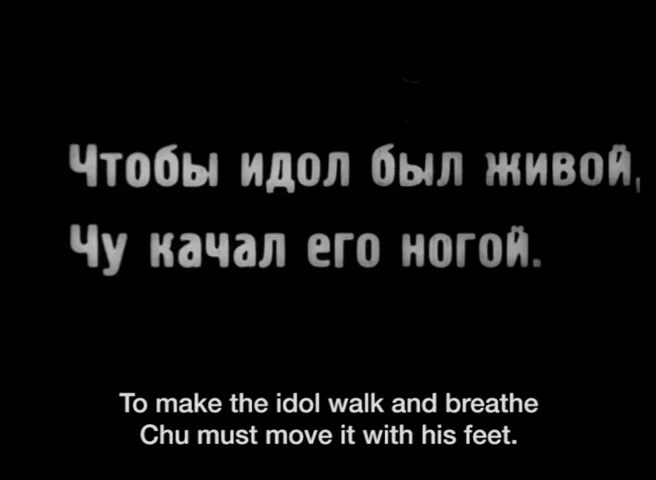 Чтобы идол был живой,
Чу качал его ногой.
To make the idol walk and breathe
Chu must move it with his feet.